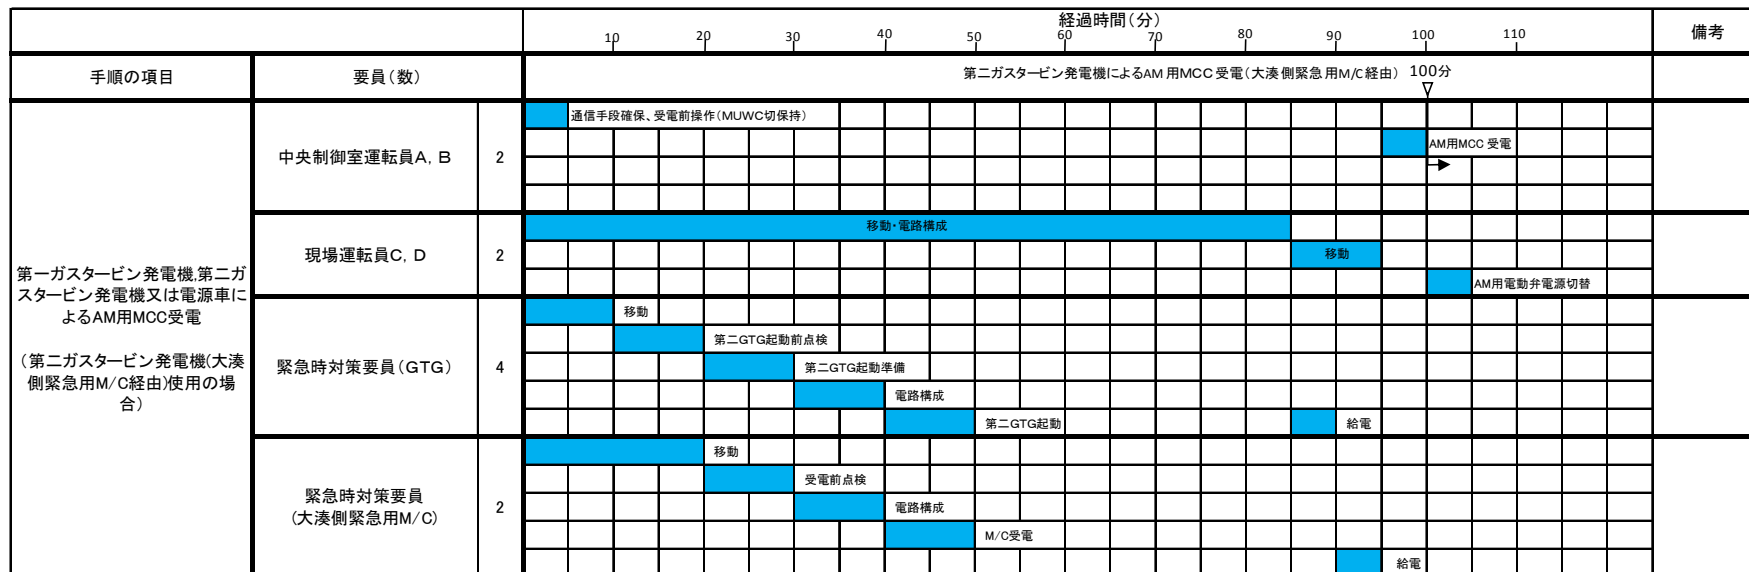 経過時間(分)
備考
10 20 30 40 50 60 70 80 90 100 110
手順の項目
要員(数)
第二ガスタービン発電機によるAM用MCC受電(大湊側緊急用M/C経由)
100分
第一ガスタービン発電機,第二ガ
スタービン発電機又は電源車に
よるAM用MCC受電
(第二ガスタービン発電機(大湊
側緊急用M/C経由)使用の場
合)
中央制御室運転員A, B
2
通信手段確保、受電前操作(MUWC切保持)
AM用MCC 受電
現場運転員C, D
2
移動・電路構成
移動
AM用電動弁電源切替
緊急時対策要員(GTG)
4
移動
第二GTG起動前点検
第二GTG起動準備
電路構成
第二GTG起動
給電
緊急時対策要員
(大湊側緊急用M/C)
2
移動
受電前点検
電路構成
M/C受電
給電